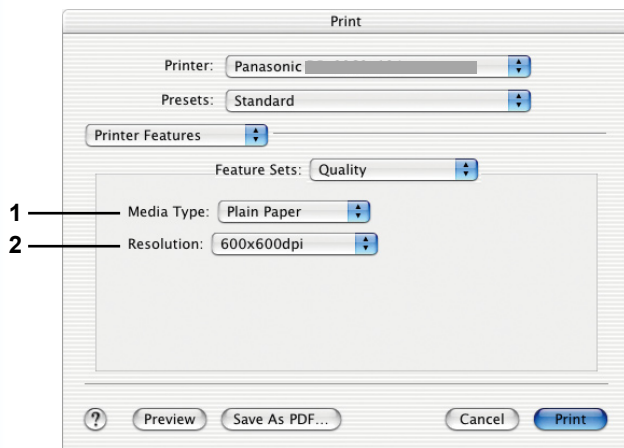 Print
Printer: Panasonic
Presets: Standard
Printer Features
Feature Sets: Quality
1 Media Type: Plain Paper
2 Resolution: 600x600dpi
? Preview Save As PDF... Cancel Print